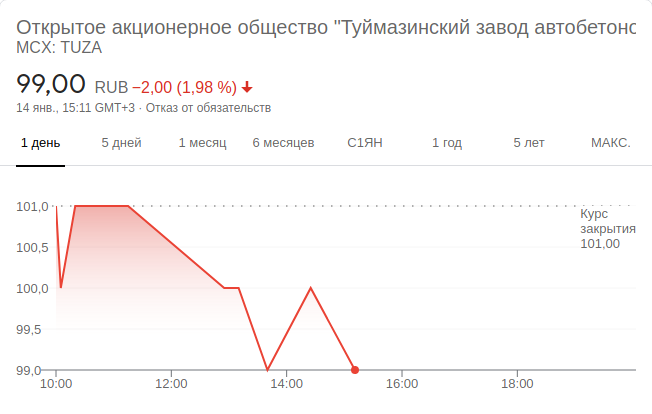 Открытое акционерное общество "Туймазинский завод автобетоно
MCX: TUZA
99,00 RUB −2,00 (1,98 %)
14 янв., 15:11 GMT+3 · Отказ от обязательств
1 день 5 дней 1 месяц 6 месяцев С1ЯН 1 год 5 лет МАКС.
101,0
Курс
закрытия
101,00
100,5
100,0
99,5
99,0
10:00 12:00 14:00 16:00 18:00